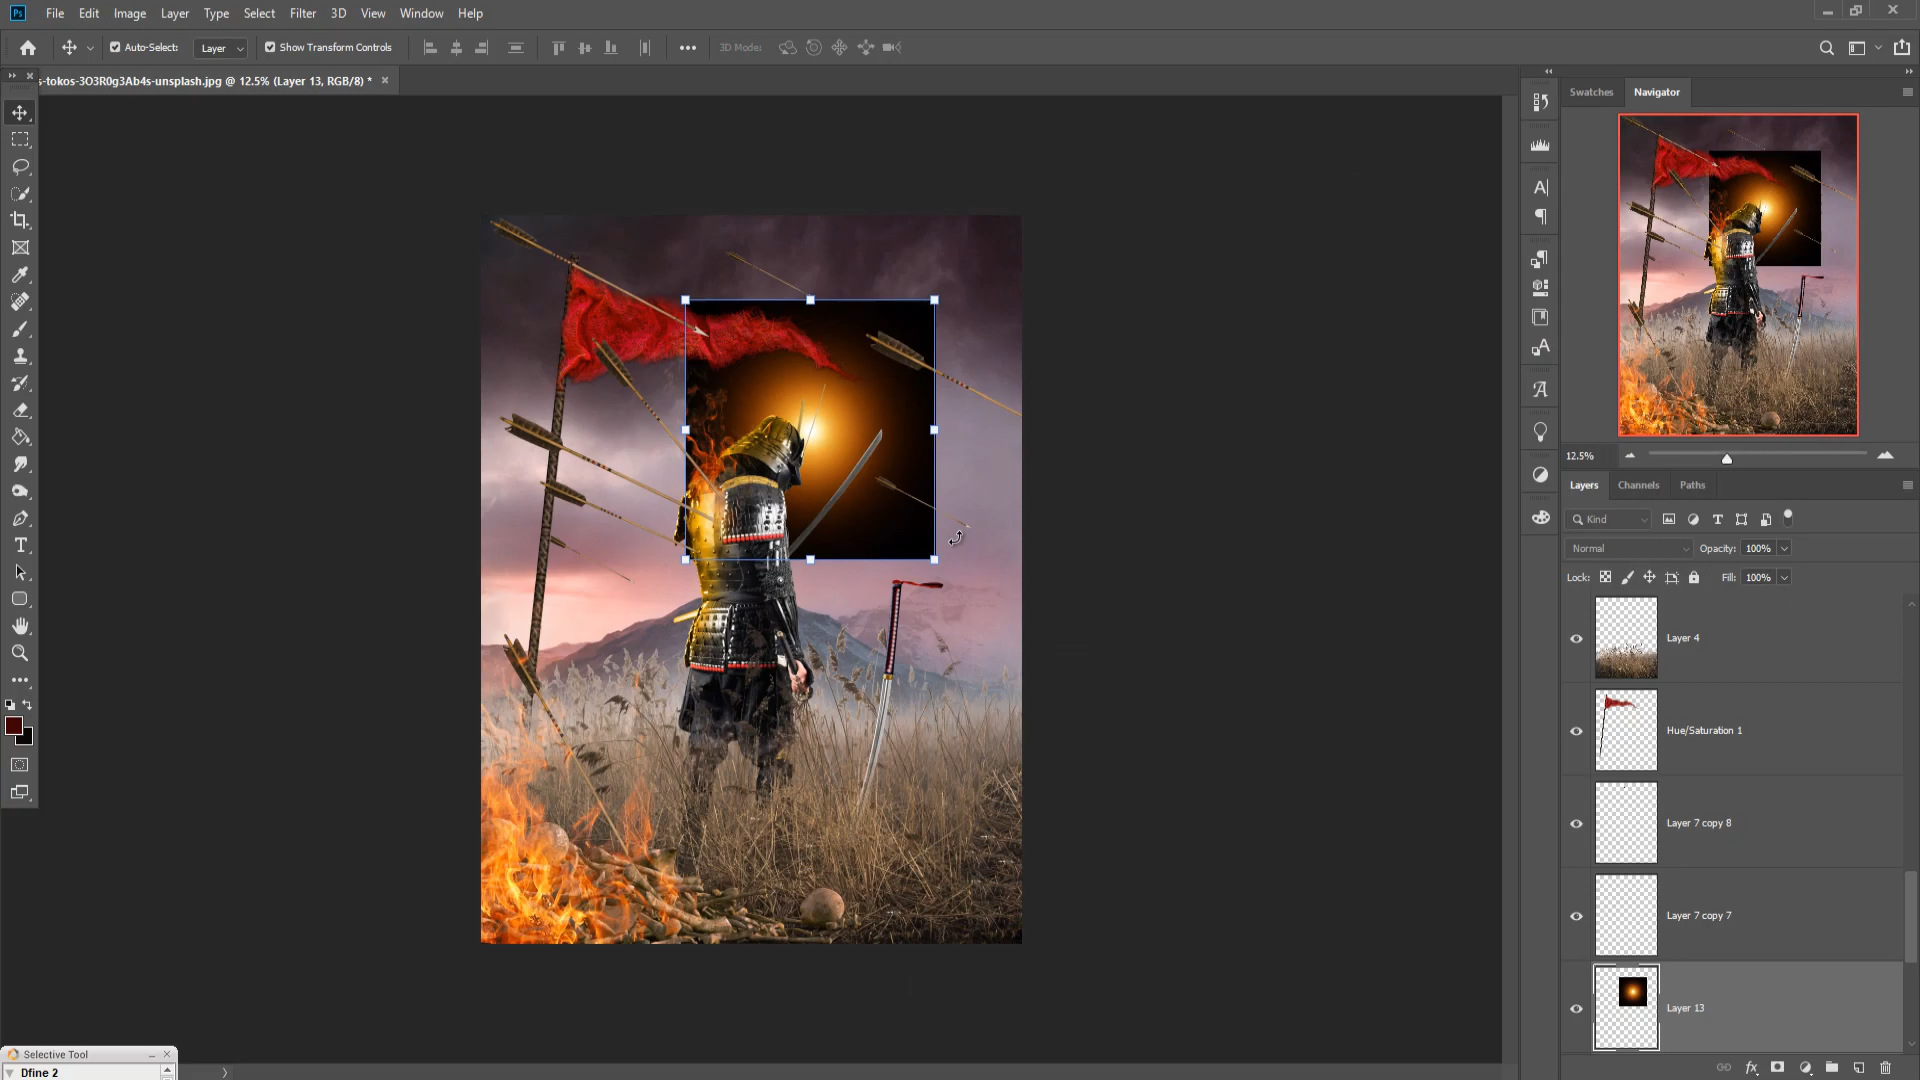 Ps File Edit Image Layer Type Select Filter 3D View Window Help
Auto-Select: Layer Show Transform Controls 3D Mode:
s-tokos-3O3R0g3Ab4s-unsplash.jpg @ 12.5% (Layer 13, RGB/8) *
Swatches Navigator
12.5%
Layers Channels Paths
Kind
Normal Opacity: 100%
Lock: Fill: 100%
Layer 4
Hue/Saturation 1
Layer 7 copy 8
Layer 7 copy 7
Layer 13
Selective Tool
Dfine 2